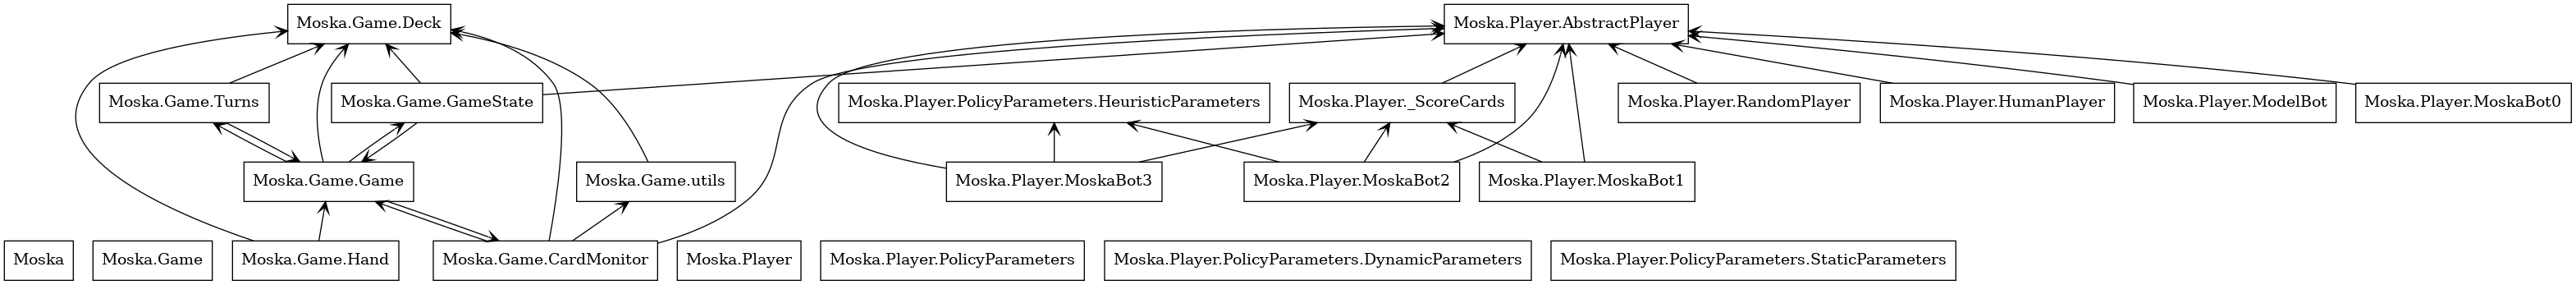 Moska.Game.Deck
Moska.Player.AbstractPlayer
Moska.Game.Turns
Moska.Game.GameState
Moska.Player.PolicyParameters.HeuristicParameters
Moska.Player._ScoreCards
Moska.Player.RandomPlayer
Moska.Player.HumanPlayer
Moska.Player.ModelBot
Moska.Player.MoskaBot0
Moska.Game.Game
Moska.Game.utils
Moska.Player.MoskaBot3
Moska.Player.MoskaBot2
Moska.Player.MoskaBot1
Moska
Moska.Game
Moska.Game.Hand
Moska.Game.CardMonitor
Moska.Player
Moska.Player.PolicyParameters
Moska.Player.PolicyParameters.DynamicParameters
Moska.Player.PolicyParameters.StaticParameters